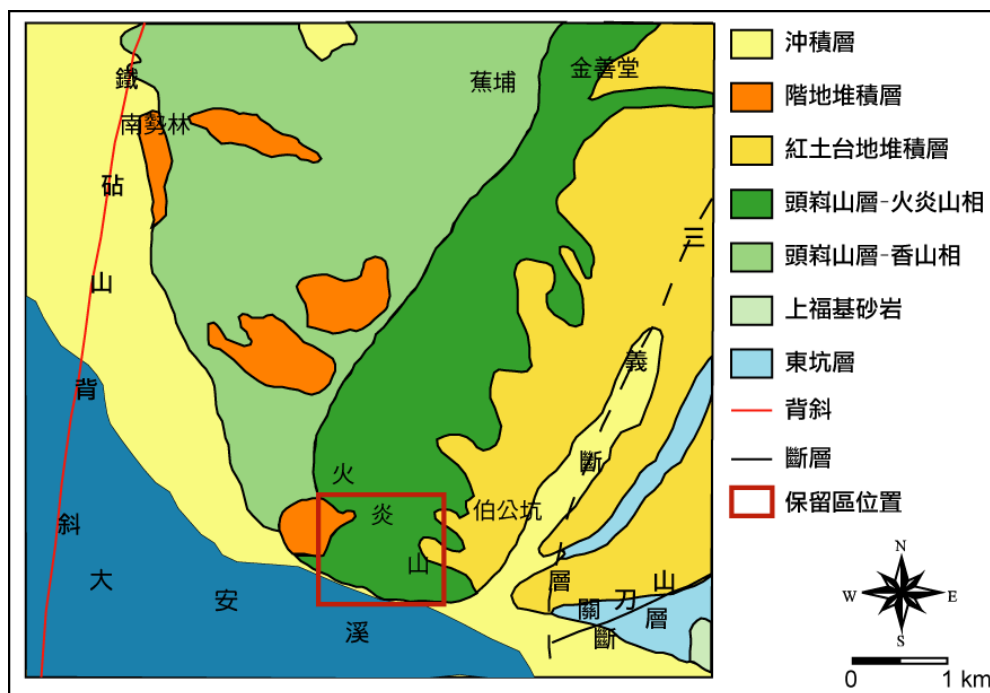 蕉埔
金善堂
南勢林
鐵砧山背斜
三義斷層
火炎山
伯公坑
關刀山斷層
大安溪
沖積層
階地堆積層
紅土台地堆積層
頭嵙山層-火炎山相
頭嵙山層-香山相
上福基砂岩
東坑層
背斜
斷層
保留區位置
N
W
E
S
0
1 km